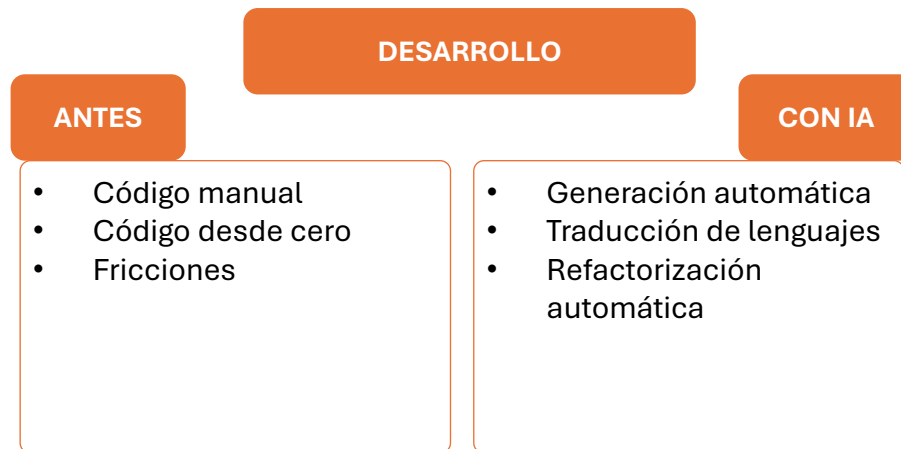 DESARROLLO
ANTES
CON IA
• Código manual
• Código desde cero
• Fricciones
• Generación automática
• Traducción de lenguajes
• Refactorización
automática